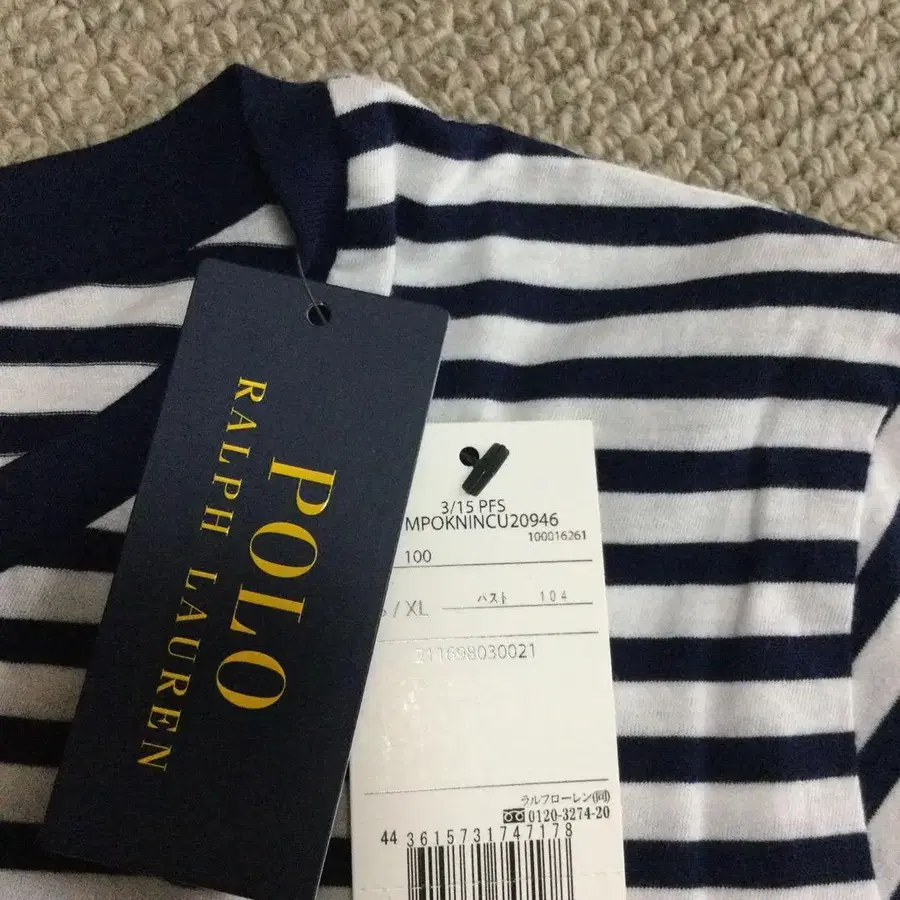 POLO
RALPH LAUREN
3/15 PFS
MPOKNINCU20946
100016261
100
/ XL バスト 104
211698030021
ラルフローレン(同)
0120-3274-20
44 3615731747178